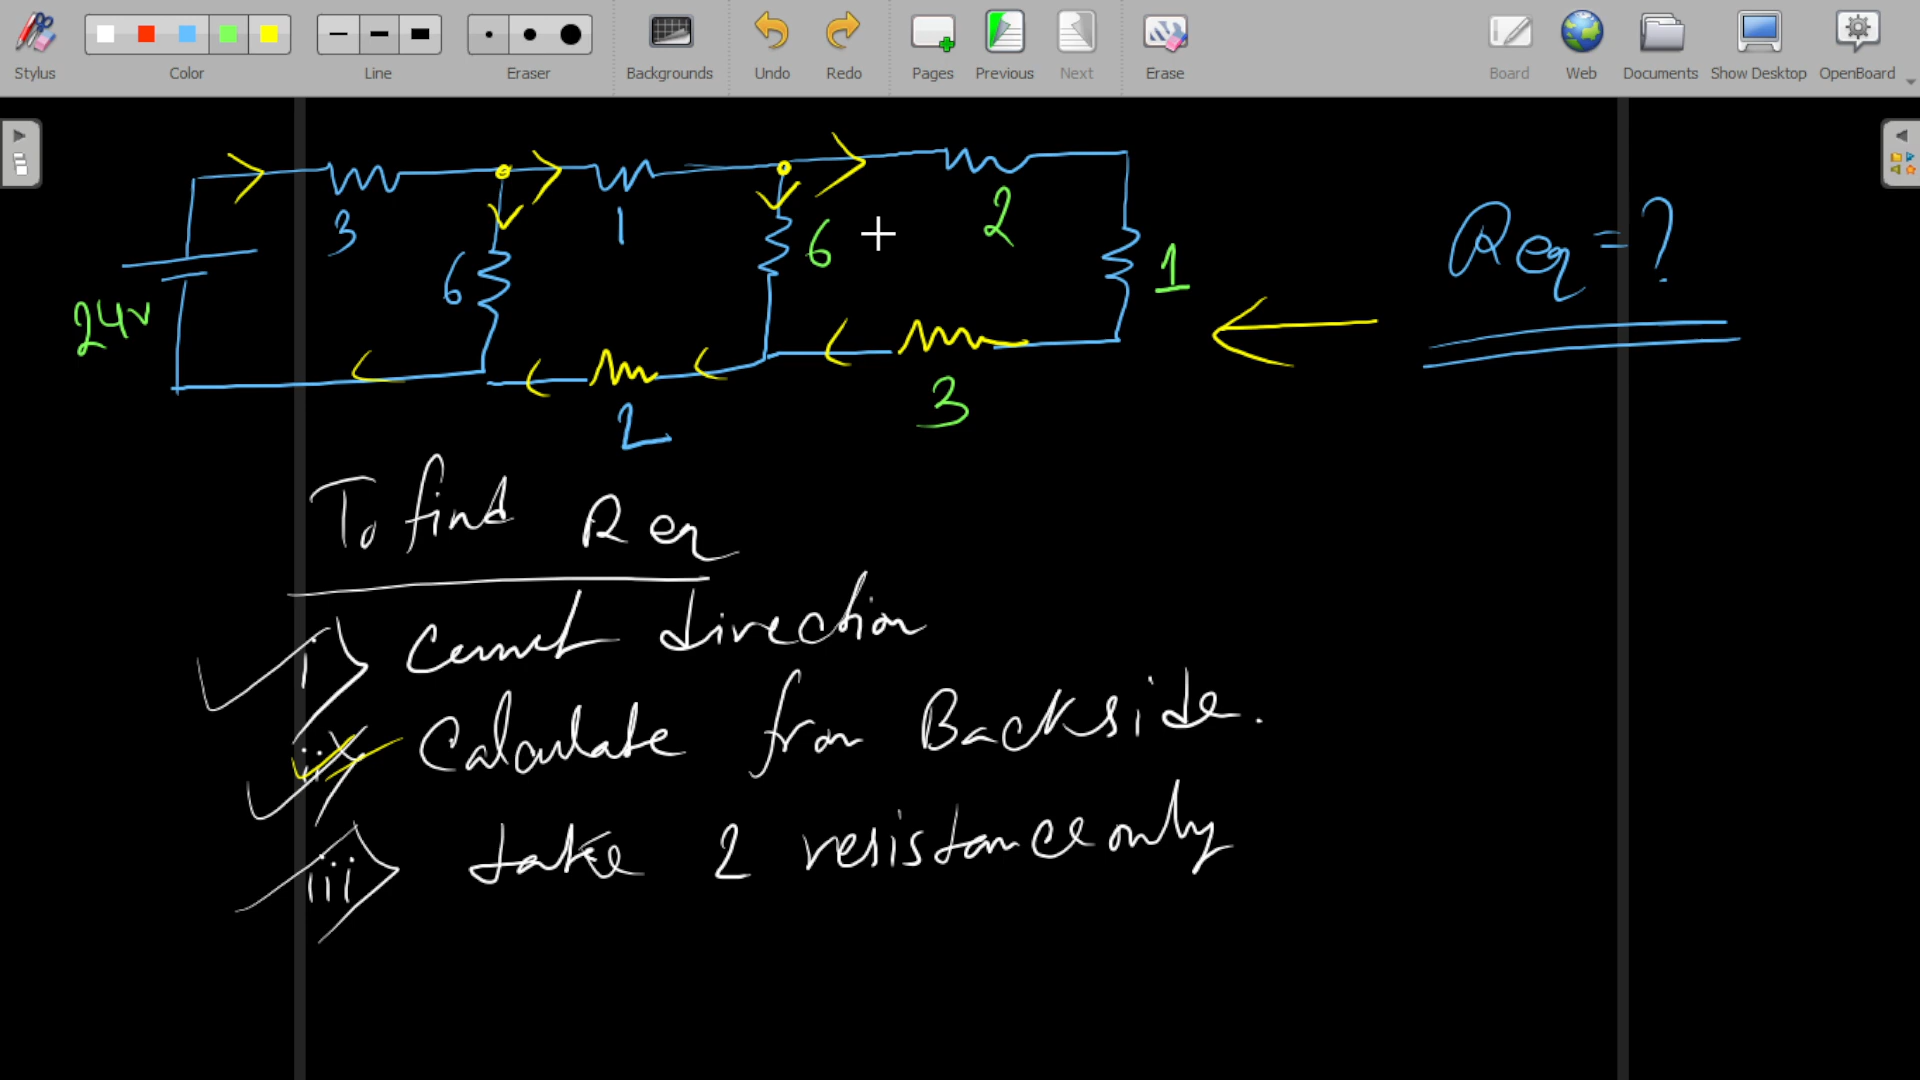 Stylus Color Line Eraser Backgrounds Undo Redo Pages Previous Next Erase Board Web Documents Show Desktop OpenBoard
3 1 6 2
6 1
24v
2 3
Req = ?
To find Req
i) Current direction
ii) Calculate from Backside.
iii) take 2 resistance only